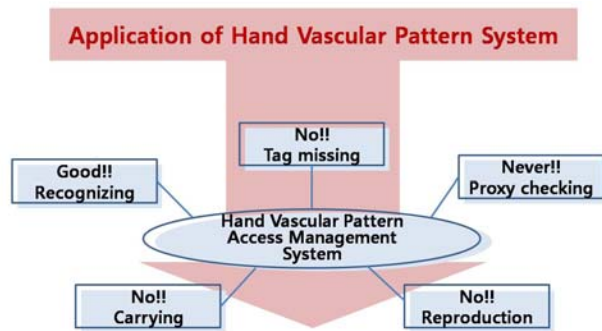 Application of Hand Vascular Pattern System
No!!
Tag missing
Good!!
Recognizing
Never!!
Proxy checking
Hand Vascular Pattern
Access Management
System
No!!
Carrying
No!!
Reproduction